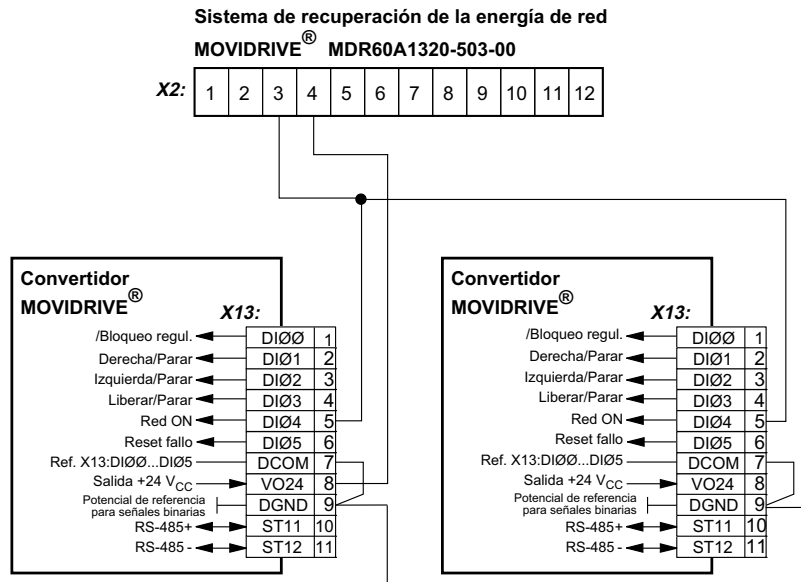 Sistema de recuperación de la energía de red
MOVIDRIVE® MDR60A1320-503-00
X2: 1 2 3 4 5 6 7 8 9 10 11 12
Convertidor
MOVIDRIVE®
X13:
/Bloqueo regul. DIØØ 1
Derecha/Parar DIØ1 2
Izquierda/Parar DIØ2 3
Liberar/Parar DIØ3 4
Red ON DIØ4 5
Reset fallo DIØ5 6
Ref. X13:DIØØ...DIØ5 DCOM 7
Salida +24 VCC VO24 8
Potencial de referencia
para señales binarias DGND 9
RS-485+ ST11 10
RS-485 - ST12 11
Convertidor
MOVIDRIVE®
X13:
/Bloqueo regul. DIØØ 1
Derecha/Parar DIØ1 2
Izquierda/Parar DIØ2 3
Liberar/Parar DIØ3 4
Red ON DIØ4 5
Reset fallo DIØ5 6
Ref. X13:DIØØ...DIØ5 DCOM 7
Salida +24 VCC VO24 8
Potencial de referencia
para señales binarias DGND 9
RS-485+ ST11 10
RS-485 - ST12 11